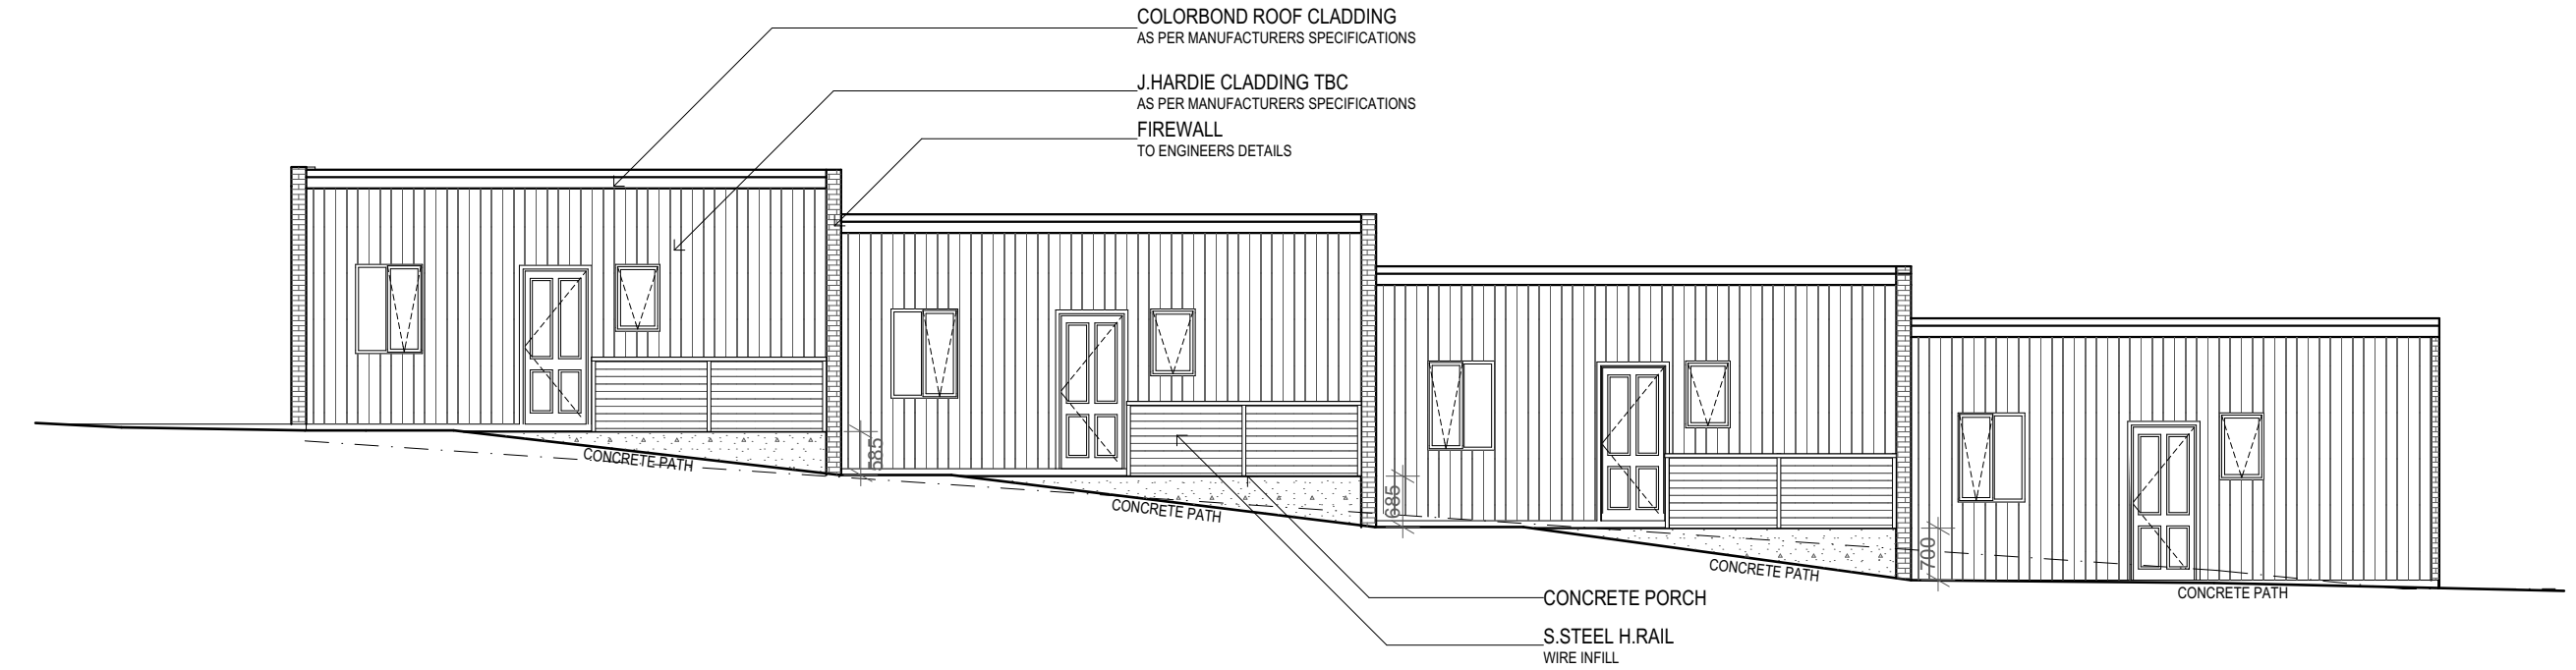 COLORBOND ROOF CLADDING
AS PER MANUFACTURERS SPECIFICATIONS
J.HARDIE CLADDING TBC
AS PER MANUFACTURERS SPECIFICATIONS
FIREWALL
TO ENGINEERS DETAILS
585
CONCRETE PATH
685
CONCRETE PATH
700
CONCRETE PATH
CONCRETE PATH
CONCRETE PORCH
S.STEEL H.RAIL
WIRE INFILL